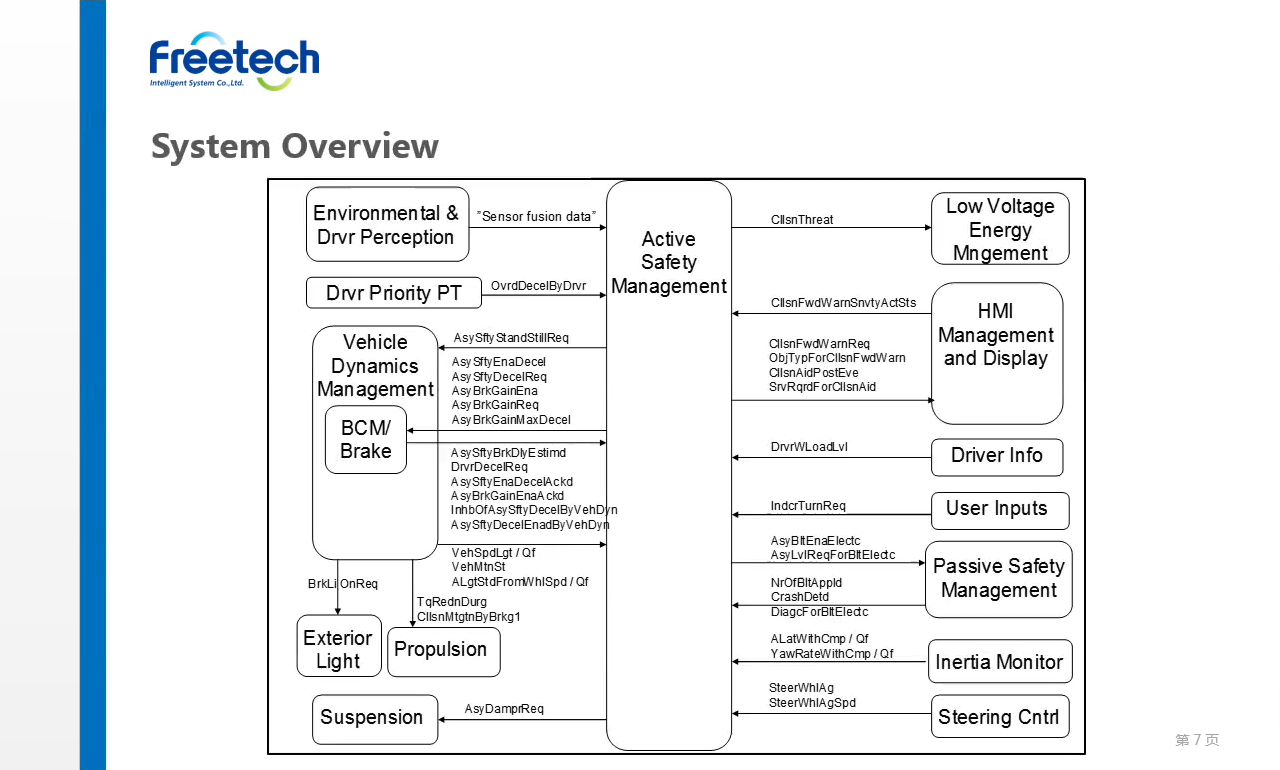 Freetech
Intelligent System Co.,Ltd.
System Overview
Environmental &
Drvr Perception
"Sensor fusion data"
Drvr Priority PT
OvrdDecelByDrvr
Vehicle
Dynamics
Management
BCM/
Brake
AsySftyStandStillReq
AsySftyEnaDecel
AsySftyDecelReq
AsyBrkGainEna
AsyBrkGainReq
AsyBrkGainMaxDecel
AsySftyBrkDlyEstimd
DrvrDecelReq
AsySftyEnaDecelAckd
AsyBrkGainEnaAckd
InhbOfAsySftyDecelByVehDyn
AsySftyDecelEnadByVehDyn
VehSpdLgt / Qf
VehMtnSt
ALgtStdFromWhlSpd / Qf
BrkLiOnReq
TqRednDurg
CllsnMtgtnByBrkg1
Exterior
Light
Propulsion
Suspension
AsyDamprReq
Active
Safety
Management
CllsnThreat
Low Voltage
Energy
Mngement
CllsnFwdWarnSnvtyActSts
CllsnFwdWarnReq
ObjTypForCllsnFwdWarn
CllsnAidPostEve
SrvRqrdForCllsnAid
HMI
Management
and Display
DrvrWLoadLvl
Driver Info
IndcrTurnReq
User Inputs
AsyBltEnaElectc
AsyLvlReqForBltElectc
NrOfBltAppld
CrashDetd
DiagcForBltElectc
Passive Safety
Management
ALatWithCmp / Qf
YawRateWithCmp / Qf
Inertia Monitor
SteerWhlAg
SteerWhlAgSpd
Steering Cntrl
第 7 页